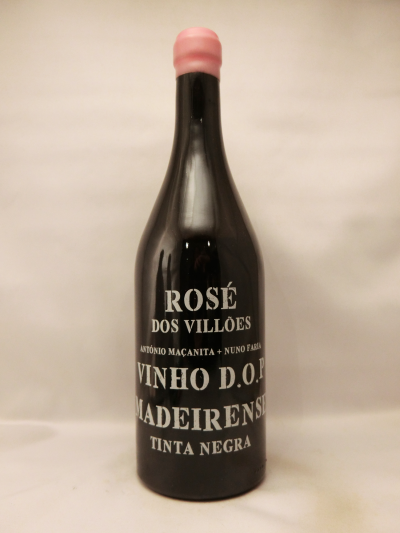 ROSÉ
DOS VILLÕES
ANTÓNIO MAÇANITA + NUNO FARIA
VINHO D.O.P
MADEIRENSE
TINTA NEGRA